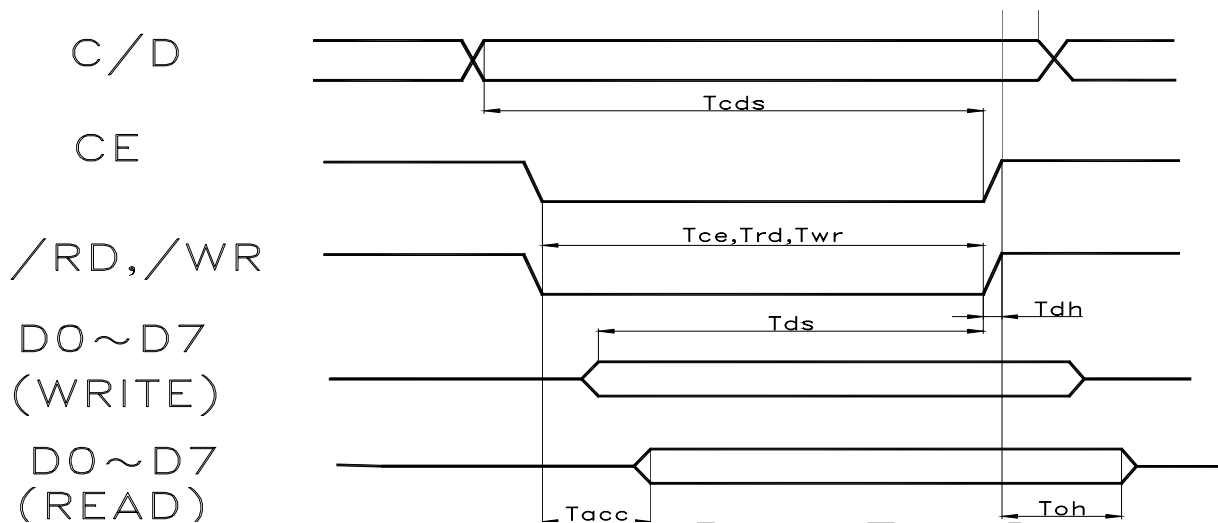 C/D
Tcds
CE
Tce,Trd,Twr
/RD,/WR
Tdh
Tds
D0~D7
(WRITE)
D0~D7
(READ)
Tacc
Toh